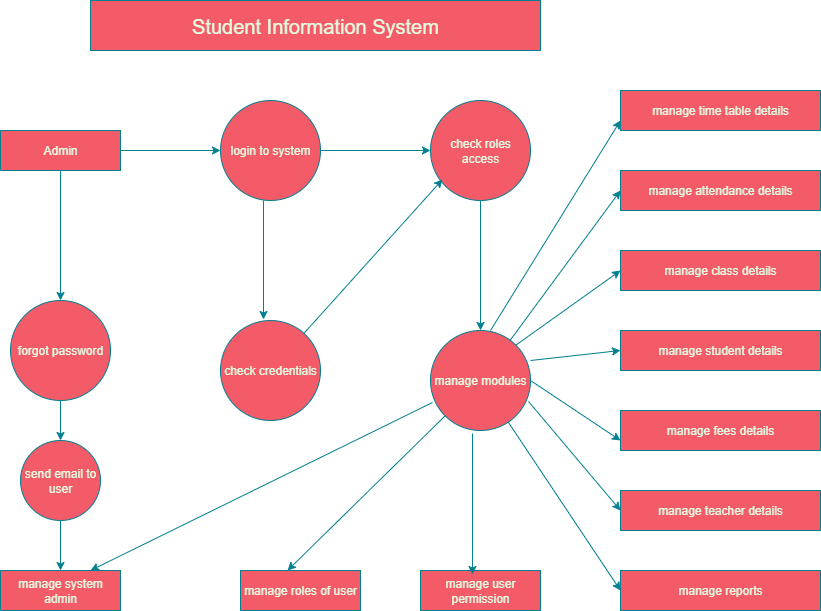 Student Information System
manage time table details
Admin
login to system
check roles
access
manage attendance details
manage class details
forgot password
check credentials
manage modules
manage student details
manage fees details
send email to
user
manage teacher details
manage system
admin
manage roles of user
manage user
permission
manage reports